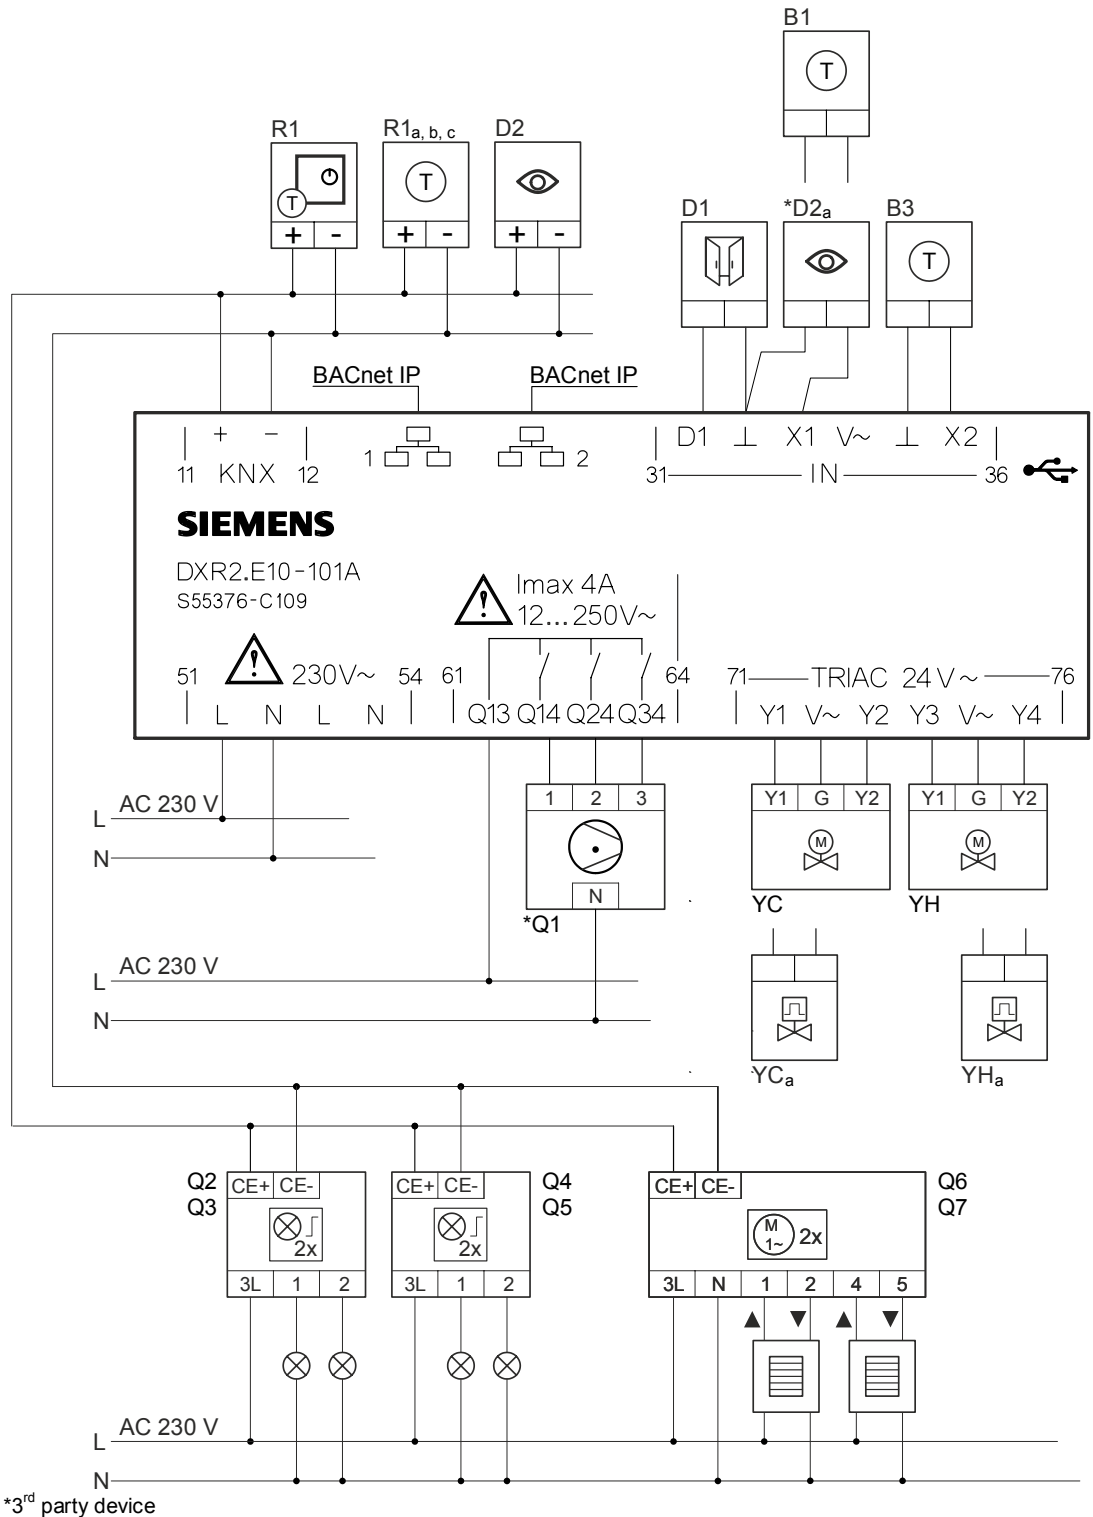 B1
T
R1
R1a, b, c
D2
T
T
+ -
+ -
+ -
D1
*D2a
B3
T
BACnet IP
BACnet IP
+ -
11 KNX 12
1
2
D1 ⊥ X1 V~ ⊥ X2
31 IN 36
SIEMENS
DXR2.E10-101A
S55376-C109
! Imax 4A
12...250V~
51 ! 230V~ 54
61
64
71 TRIAC 24 V~ 76
L N L N
Q13 Q14 Q24 Q34
Y1 V~ Y2 Y3 V~ Y4
L AC 230 V
N
1 2 3
N
*Q1
Y1 G Y2
M
YC
Y1 G Y2
M
YH
L AC 230 V
N
YCa
YHa
Q2
Q3
CE+ CE-
2x
3L 1 2
CE+ CE-
2x
3L 1 2
Q4
Q5
CE+ CE-
M
1~
2x
3L N 1 2 4 5
Q6
Q7
L AC 230 V
N
*3rd party device